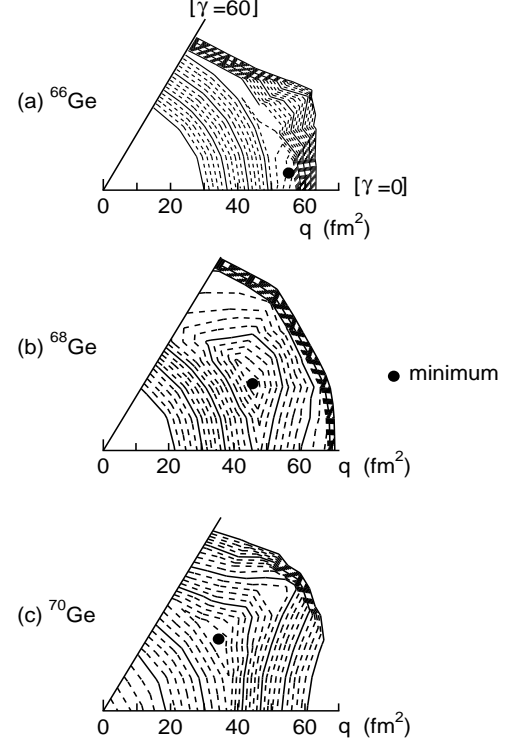 [γ =60]
(a) ⁶⁶Ge
[γ =0]
0 20 40 60
q (fm²)
(b) ⁶⁸Ge
minimum
0 20 40 60 q (fm²)
(c) ⁷⁰Ge
0 20 40 60 q (fm²)